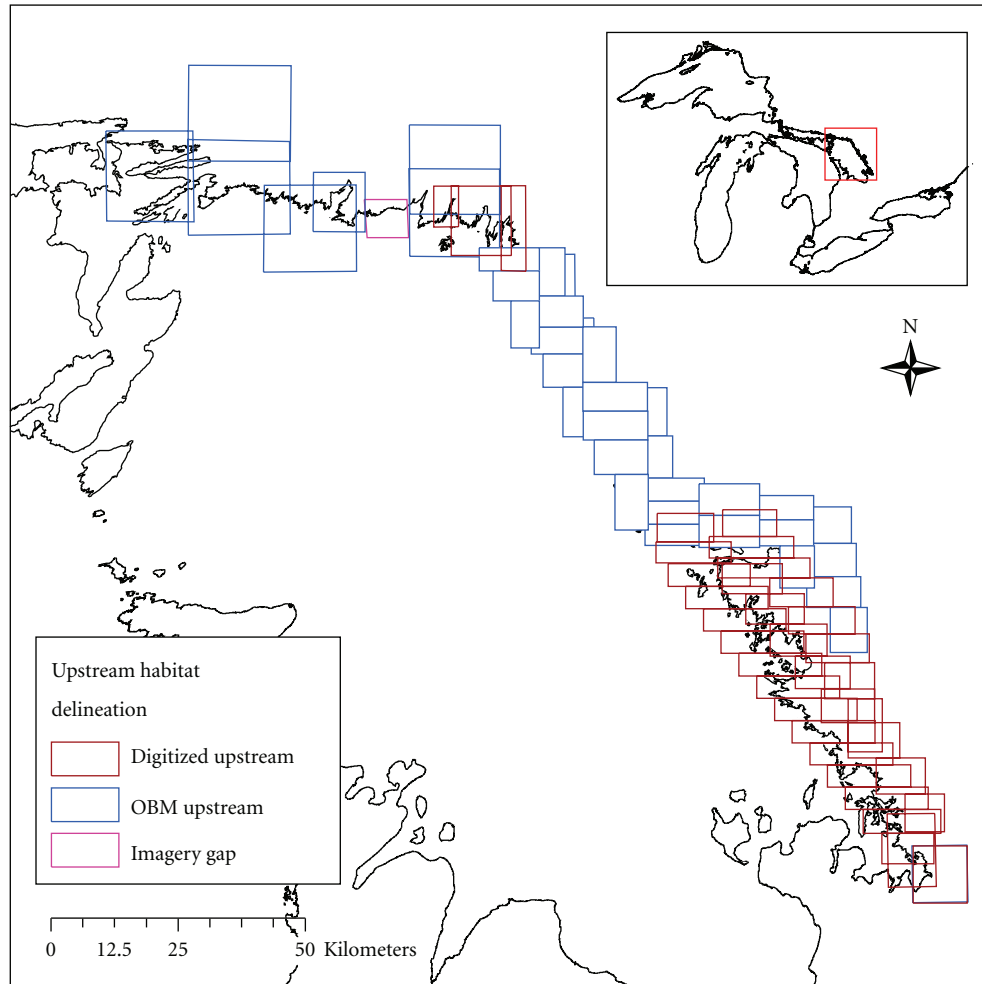 N
Upstream habitat
delineation
Digitized upstream
OBM upstream
Imagery gap
0 12.5 25 50 Kilometers